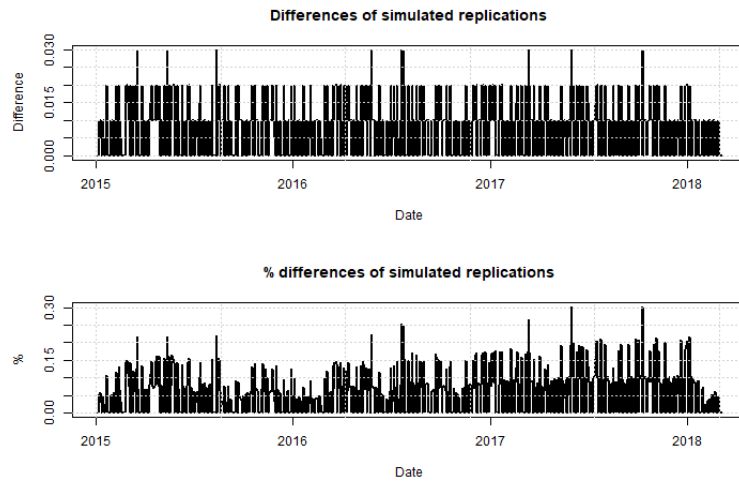 Differences of simulated replications
Difference
0.030
0.015
0.000
2015 2016 2017 2018
Date
% differences of simulated replications
%
0.30
0.15
0.00
2015 2016 2017 2018
Date